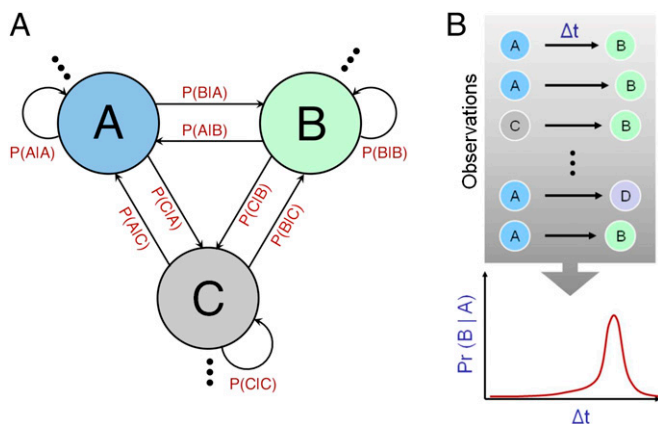 A
P(B|A)
P(A|B)
A
B
P(A|A)
P(B|B)
P(C|A)
P(A|C)
P(C|B)
P(B|C)
C
P(C|C)
B
Observations
Δt
A B
A B
C B
A D
A B
Pr (B | A)
Δt